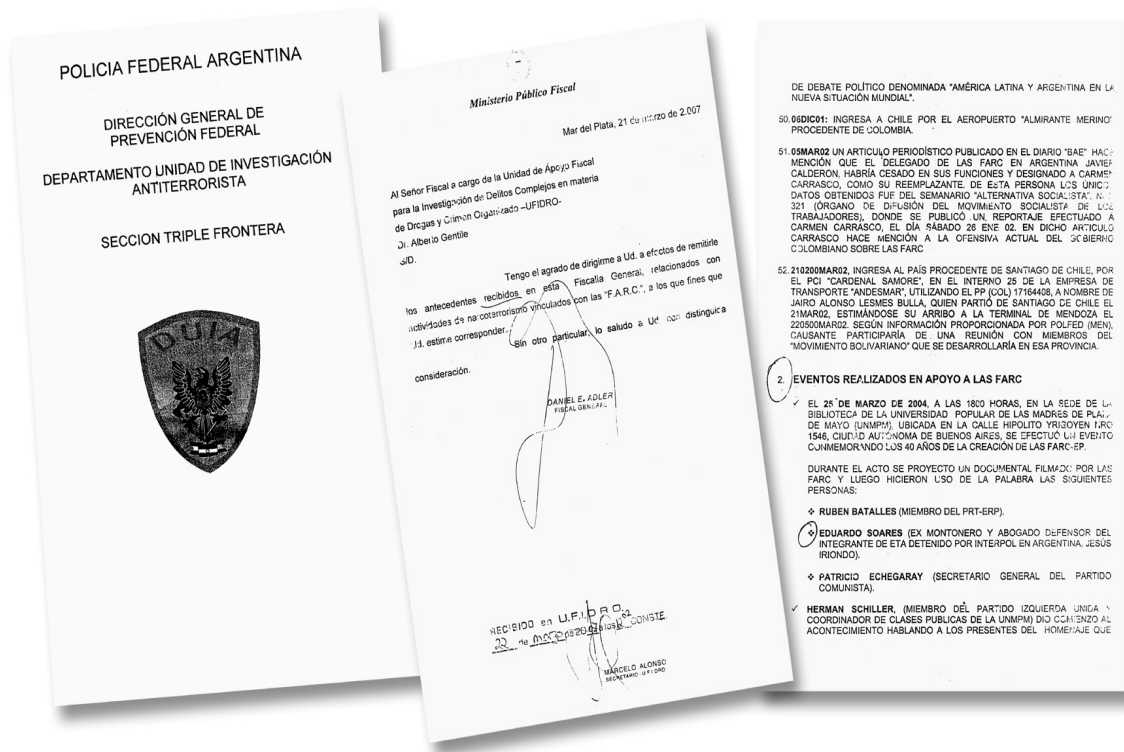 POLICIA FEDERAL ARGENTINA
DIRECCIÓN GENERAL DE
PREVENCIÓN FEDERAL
DEPARTAMENTO UNIDAD DE INVESTIGACIÓN
ANTITERRORISTA
SECCION TRIPLE FRONTERA
DUIA
Ministerio Público Fiscal
Mar del Plata, 21 de marzo de 2.007
Al Señor Fiscal a cargo de la Unidad de Apoyo Fiscal
para la Investigación de Delitos Complejos en materia
de Drogas y Crimen Organizado –UFIDRO-
Dr. Alberto Gentile
S/D.
Tengo el agrado de dirigirme a Ud. a efectos de remitirle
los antecedentes recibidos en esta Fiscalía General, relacionados con
actividades de narcoterrorismo vinculados con las "F.A.R.C.", a los que fines que
Ud. estime corresponder.
Sin otro particular, lo saludo a Ud. con distinguida
consideración.
DANIEL E. ADLER
FISCAL GENERAL
RECIBIDO en U.F.I.D.R.O.
22 de marzo de 20 a las CONSTE.
MARCELO ALONSO
SECRETARIO - UFIDRO
DE DEBATE POLÍTICO DENOMINADA "AMÉRICA LATINA Y ARGENTINA EN LA
NUEVA SITUACIÓN MUNDIAL".
50. 06DIC01: INGRESA A CHILE POR EL AEROPUERTO "ALMIRANTE MERINO"
PROCEDENTE DE COLOMBIA.
51. 05MAR02 UN ARTICULO PERIODÍSTICO PUBLICADO EN EL DIARIO "BAE" HACE
MENCIÓN QUE EL DELEGADO DE LAS FARC EN ARGENTINA JAVIER
CALDERON, HABRÍA CESADO EN SUS FUNCIONES Y DESIGNADO A CARMEN
CARRASCO, COMO SU REEMPLAZANTE. DE ESTA PERSONA LOS ÚNICOS
DATOS OBTENIDOS FUE DEL SEMANARIO "ALTERNATIVA SOCIALISTA", N°
321 (ÓRGANO DE DIFUSIÓN DEL MOVIMIENTO SOCIALISTA DE LOS
TRABAJADORES), DONDE SE PUBLICÓ UN REPORTAJE EFECTUADO A
CARMEN CARRASCO, EL DÍA SÁBADO 26 ENE 02. EN DICHO ARTICULO
CARRASCO HACE MENCIÓN A LA OFENSIVA ACTUAL DEL GOBIERNO
COLOMBIANO SOBRE LAS FARC
52. 210200MAR02, INGRESA AL PAÍS PROCEDENTE DE SANTIAGO DE CHILE, POR
EL PCI "CARDENAL SAMORE", EN EL INTERNO 25 DE LA EMPRESA DE
TRANSPORTE "ANDESMAR", UTILIZANDO EL PP (COL) 17164408, A NOMBRE DE
JAIRO ALONSO LESMES BULLA, QUIEN PARTIÓ DE SANTIAGO DE CHILE EL
21MAR02, ESTIMÁNDOSE SU ARRIBO A LA TERMINAL DE MENDOZA EL
220500MAR02. SEGÚN INFORMACIÓN PROPORCIONADA POR POLFED (MEN),
CAUSANTE PARTICIPARÍA DE UNA REUNIÓN CON MIEMBROS DEL
"MOVIMIENTO BOLIVARIANO" QUE SE DESARROLLARÍA EN ESA PROVINCIA.
2. EVENTOS REALIZADOS EN APOYO A LAS FARC
✓ EL 25 DE MARZO DE 2004, A LAS 1800 HORAS, EN LA SEDE DE LA
BIBLIOTECA DE LA UNIVERSIDAD POPULAR DE LAS MADRES DE PLAZA
DE MAYO (UNMPM), UBICADA EN LA CALLE HIPOLITO YRIGOYEN NRO
1546, CIUDAD AUTÓNOMA DE BUENOS AIRES, SE EFECTUÓ UN EVENTO
CONMEMORANDO LOS 40 AÑOS DE LA CREACIÓN DE LAS FARC-EP.
DURANTE EL ACTO SE PROYECTO UN DOCUMENTAL FILMADO POR LAS
FARC Y LUEGO HICIERON USO DE LA PALABRA LAS SIGUIENTES
PERSONAS:
❖ RUBEN BATALLES (MIEMBRO DEL PRT-ERP).
❖ EDUARDO SOARES (EX MONTONERO Y ABOGADO DEFENSOR DEL
INTEGRANTE DE ETA DETENIDO POR INTERPOL EN ARGENTINA, JESÚS
IRIONDO).
❖ PATRICIO ECHEGARAY (SECRETARIO GENERAL DEL PARTIDO
COMUNISTA).
✓ HERMAN SCHILLER, (MIEMBRO DEL PARTIDO IZQUIERDA UNIDA Y
COORDINADOR DE CLASES PUBLICAS DE LA UNMPM) DIO COMIENZO AL
ACONTECIMIENTO HABLANDO A LOS PRESENTES DEL HOMENAJE QUE